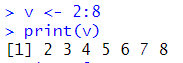 > v <- 2:8
> print(v)
[1] 2 3 4 5 6 7 8